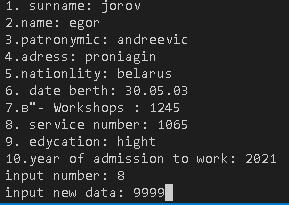 1. surname: jorov
2.name: egor
3.patronymic: andreevic
4.adress: proniagin
5.nationlity: belarus
6. date berth: 30.05.03
7.в"- Workshops : 1245
8. service number: 1065
9. edycation: hight
10.year of admission to work: 2021
input number: 8
input new data: 9999